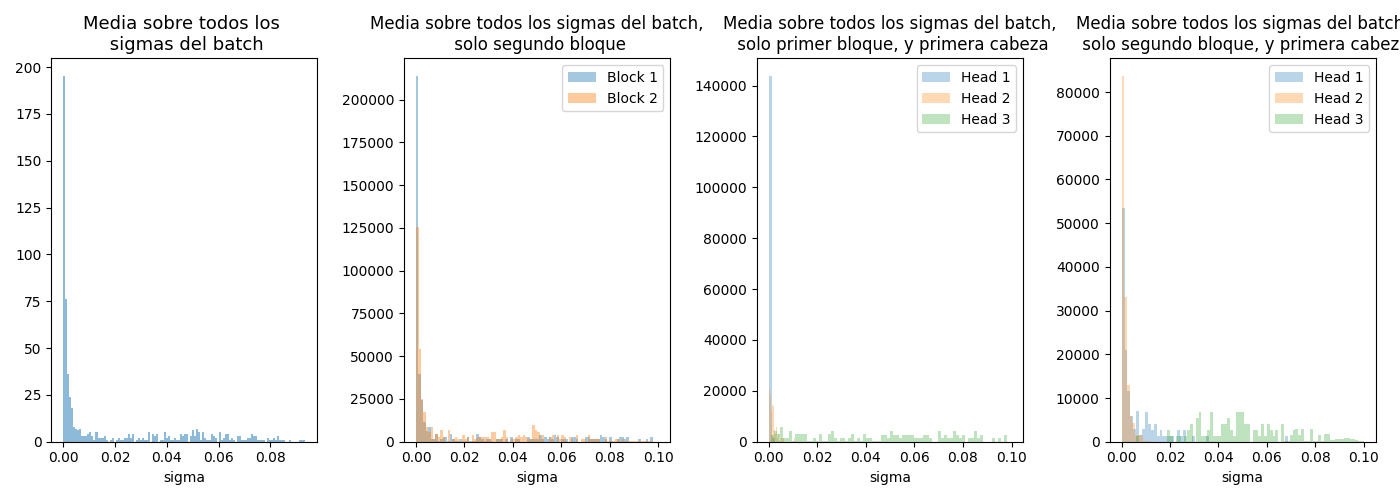 Media sobre todos los
sigmas del batch
200
175
150
125
100
75
50
25
0
0.00 0.02 0.04 0.06 0.08
sigma
Media sobre todos los sigmas del batch,
solo segundo bloque
Block 1
Block 2
200000
175000
150000
125000
100000
75000
50000
25000
0
0.00 0.02 0.04 0.06 0.08 0.10
sigma
Media sobre todos los sigmas del batch,
solo primer bloque, y primera cabeza
Head 1
Head 2
Head 3
140000
120000
100000
80000
60000
40000
20000
0
0.00 0.02 0.04 0.06 0.08 0.10
sigma
Media sobre todos los sigmas del batch
solo segundo bloque, y primera cabez
Head 1
Head 2
Head 3
80000
70000
60000
50000
40000
30000
20000
10000
0
0.00 0.02 0.04 0.06 0.08 0.10
sigma